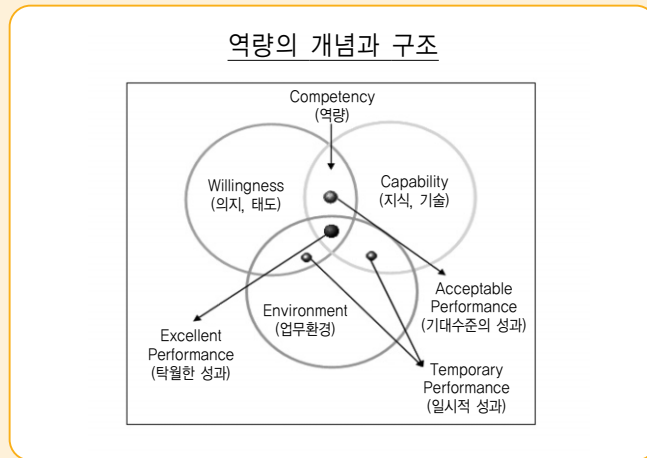 역량의 개념과 구조
Competency
(역량)
Willingness
(의지, 태도)
Capability
(지식, 기술)
Environment
(업무환경)
Acceptable
Performance
(기대수준의 성과)
Excellent
Performance
(탁월한 성과)
Temporary
Performance
(일시적 성과)